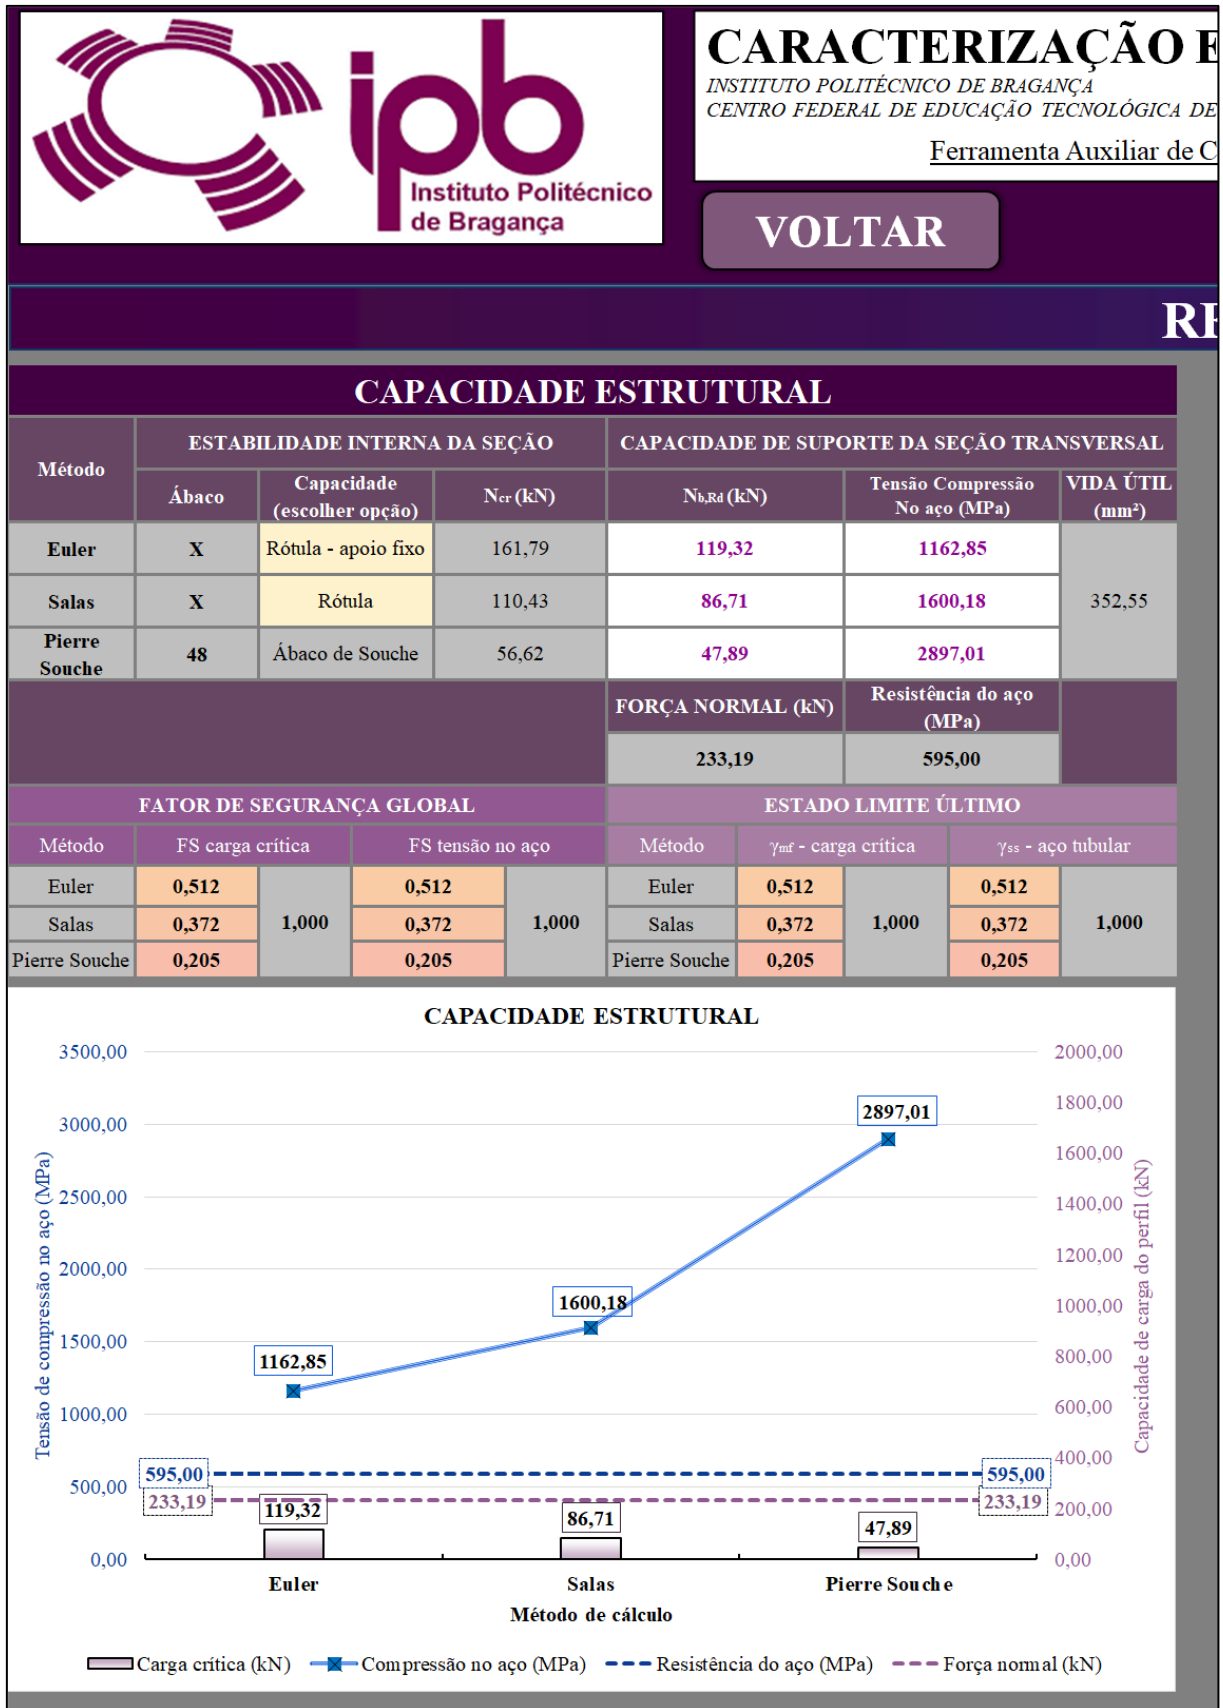 ipb
Instituto Politécnico
de Bragança
CARACTERIZAÇÃO E
INSTITUTO POLITÉCNICO DE BRAGANÇA
CENTRO FEDERAL DE EDUCAÇÃO TECNOLÓGICA DE
Ferramenta Auxiliar de C
VOLTAR
RE
CAPACIDADE ESTRUTURAL
Método
ESTABILIDADE INTERNA DA SEÇÃO
CAPACIDADE DE SUPORTE DA SEÇÃO TRANSVERSAL
Ábaco
Capacidade
(escolher opção)
Ncr (kN)
Nb,Rd (kN)
Tensão Compressão
No aço (MPa)
VIDA ÚTIL
(mm²)
Euler X Rótula - apoio fixo 161,79 119,32 1162,85
Salas X Rótula 110,43 86,71 1600,18 352,55
Pierre
Souche
48 Ábaco de Souche 56,62 47,89 2897,01
FORÇA NORMAL (kN)
Resistência do aço
(MPa)
233,19 595,00
FATOR DE SEGURANÇA GLOBAL
ESTADO LIMITE ÚLTIMO
Método FS carga crítica FS tensão no aço Método γmf - carga crítica γss - aço tubular
Euler 0,512 0,512 Euler 0,512 0,512
Salas 0,372 1,000 0,372 1,000 Salas 0,372 1,000 0,372 1,000
Pierre Souche 0,205 0,205 Pierre Souche 0,205 0,205
CAPACIDADE ESTRUTURAL
Tensão de compressão no aço (MPa)
3500,00
3000,00
2500,00
2000,00
1500,00
1000,00
500,00
0,00
2000,00
1800,00
1600,00
1400,00
1200,00
1000,00
800,00
600,00
400,00
200,00
0,00
Capacidade de carga do perfil (kN)
2897,01
1600,18
1162,85
595,00 595,00
233,19 233,19
119,32 86,71 47,89
Euler Salas Pierre Souche
Método de cálculo
Carga crítica (kN) Compressão no aço (MPa) Resistência do aço (MPa) Força normal (kN)